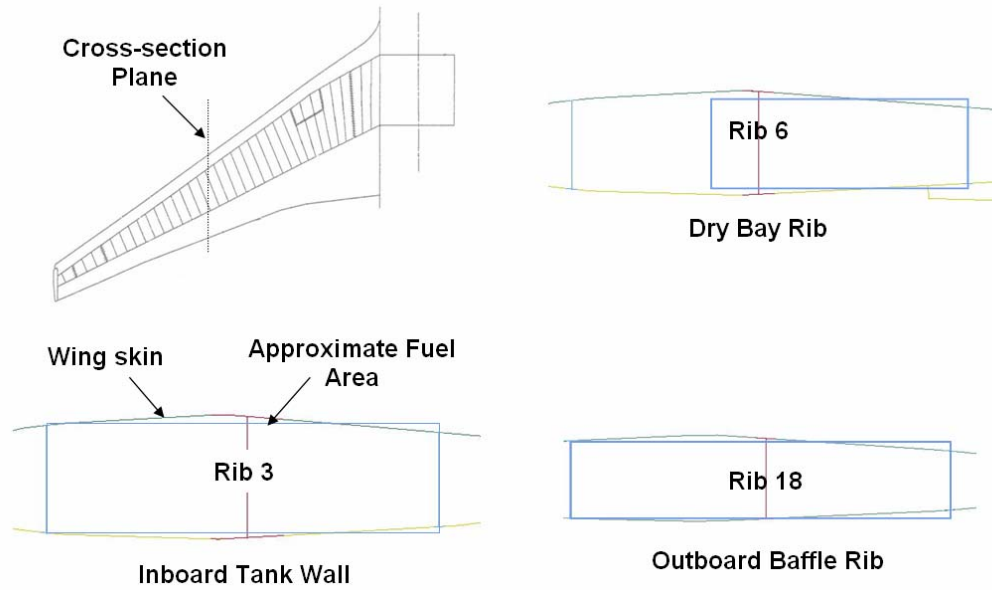 Cross-section
Plane
Rib 6
Dry Bay Rib
Wing skin
Approximate Fuel
Area
Rib 3
Inboard Tank Wall
Rib 18
Outboard Baffle Rib